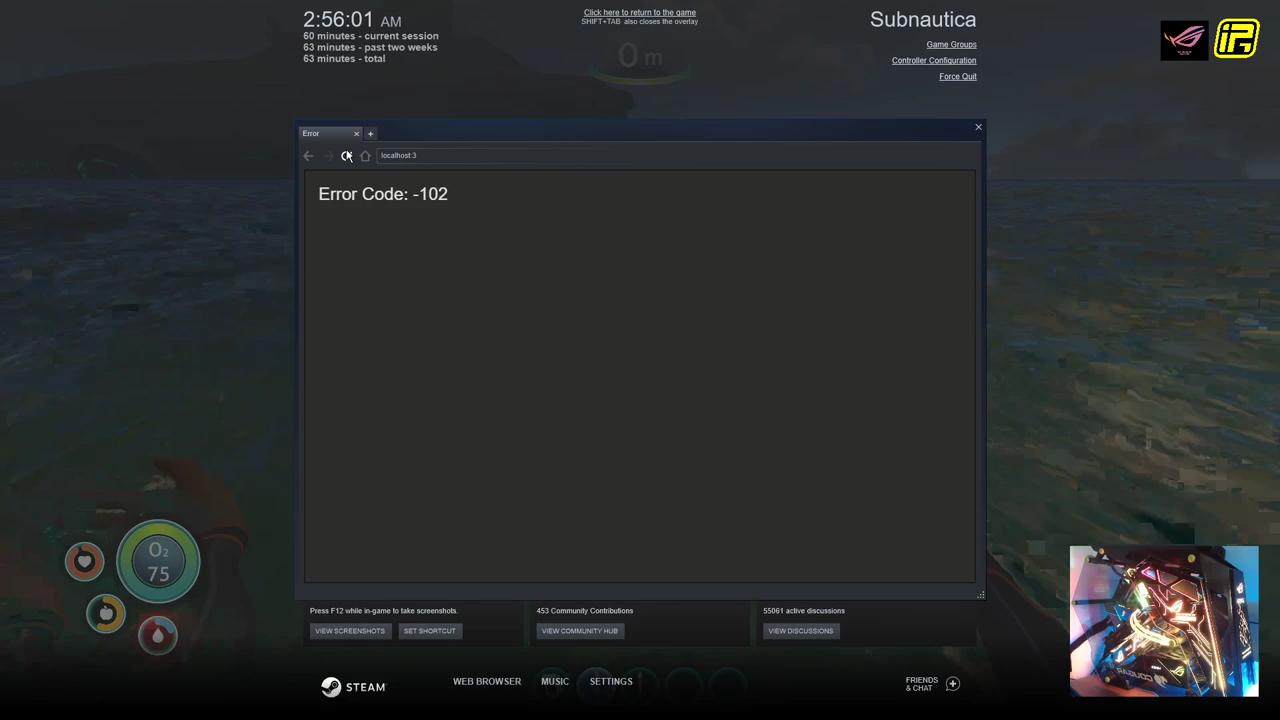 2:56:01 AM
60 minutes - current session
63 minutes - past two weeks
63 minutes - total
Click here to return to the game
SHIFT+TAB also closes the overlay
0 m
Subnautica
Game Groups
Controller Configuration
Force Quit
Error
localhost:3
Error Code: -102
O2
75
Press F12 while in-game to take screenshots.
453 Community Contributions
55061 active discussions
VIEW SCREENSHOTS
SET SHORTCUT
VIEW COMMUNITY HUB
VIEW DISCUSSIONS
STEAM
WEB BROWSER
MUSIC
SETTINGS
FRIENDS
& CHAT
COUGAR